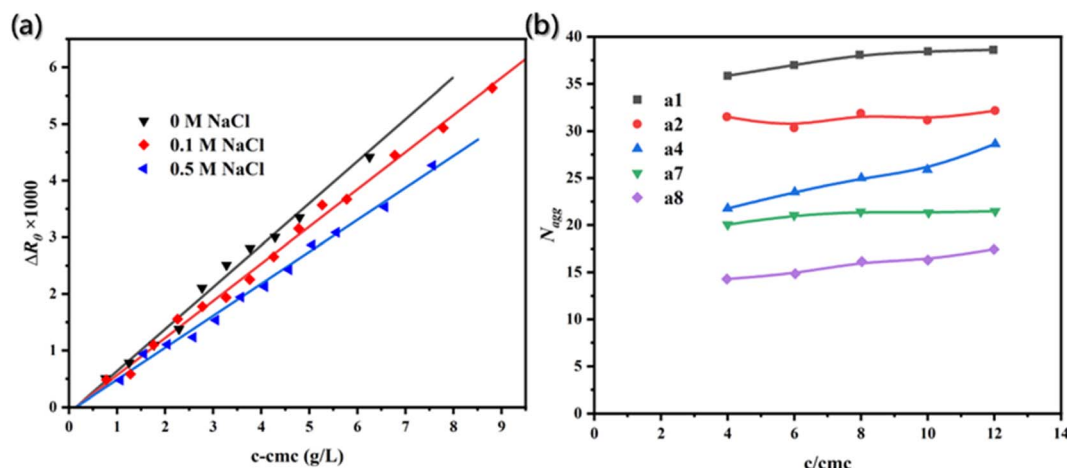 (a)
6
5
4
3
2
1
0
ΔR_θ ×1000
0 M NaCl
0.1 M NaCl
0.5 M NaCl
0 1 2 3 4 5 6 7 8 9
c-cmc (g/L)
(b)
40
35
30
25
20
15
10
5
0
N_agg
a1
a2
a4
a7
a8
0 2 4 6 8 10 12 14
c/cmc